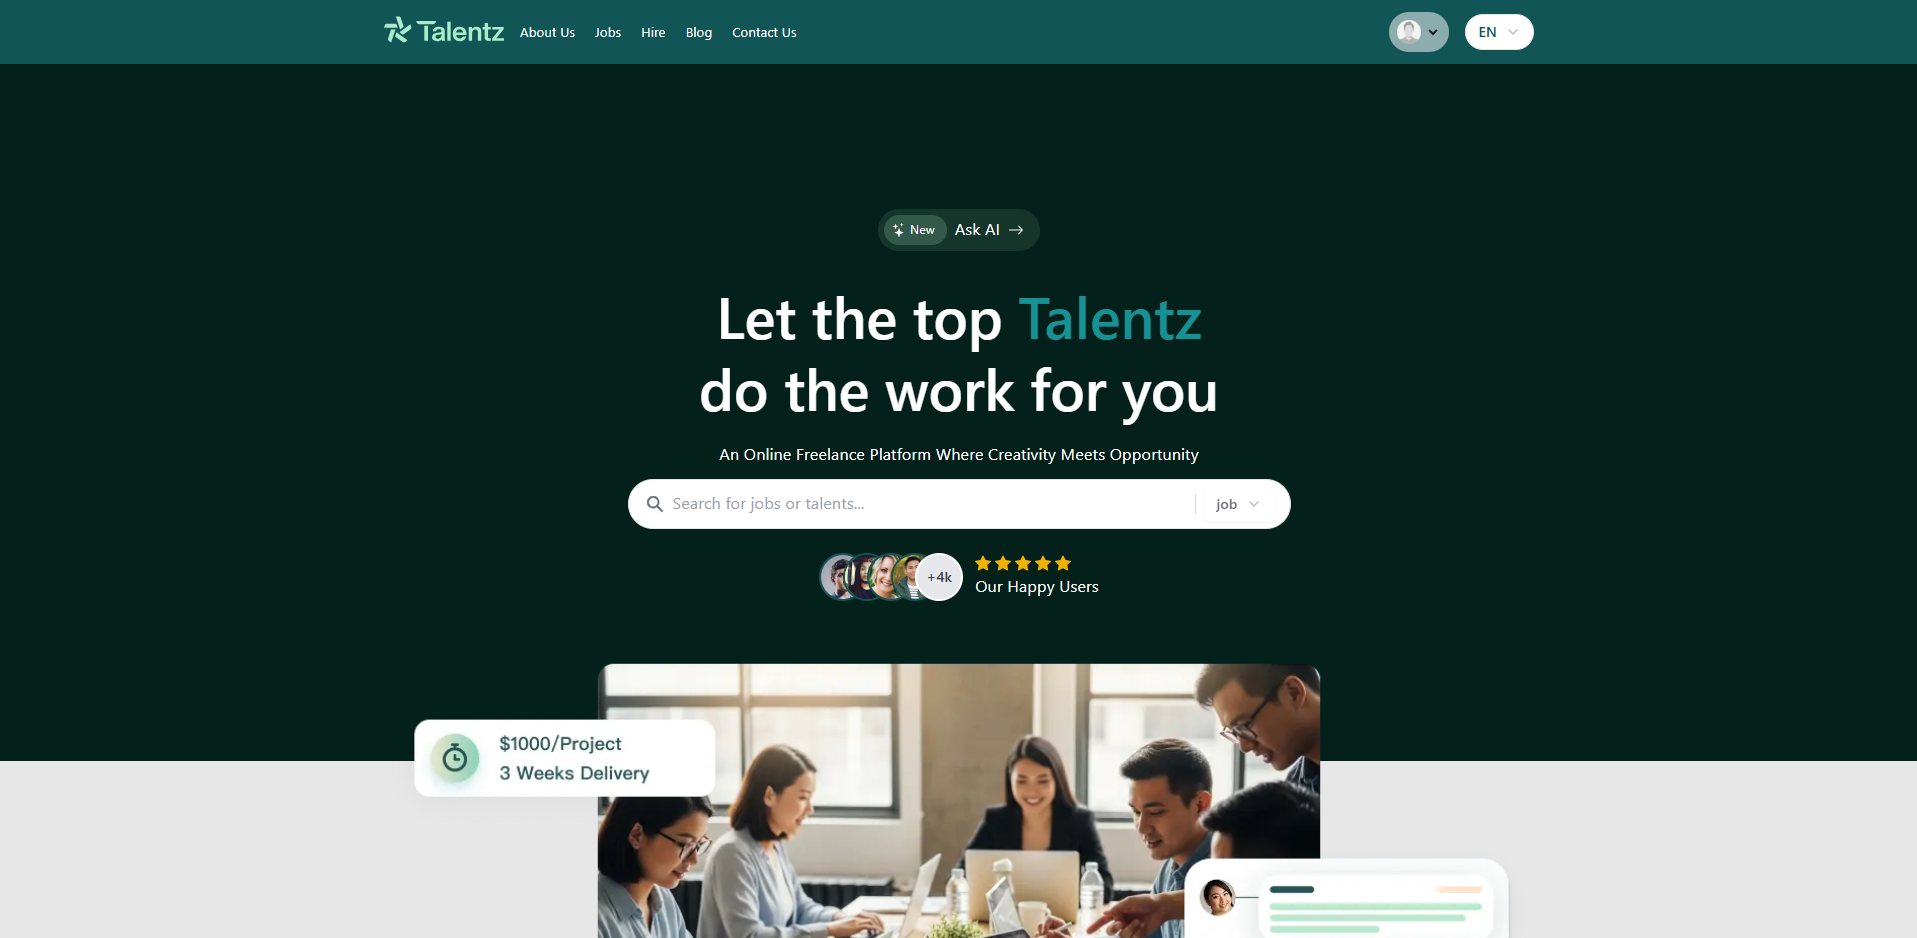 Talentz
About Us
Jobs
Hire
Blog
Contact Us
EN
New
Ask AI
Let the top Talentz
do the work for you
An Online Freelance Platform Where Creativity Meets Opportunity
Search for jobs or talents...
job
+4k
Our Happy Users
$1000/Project
3 Weeks Delivery